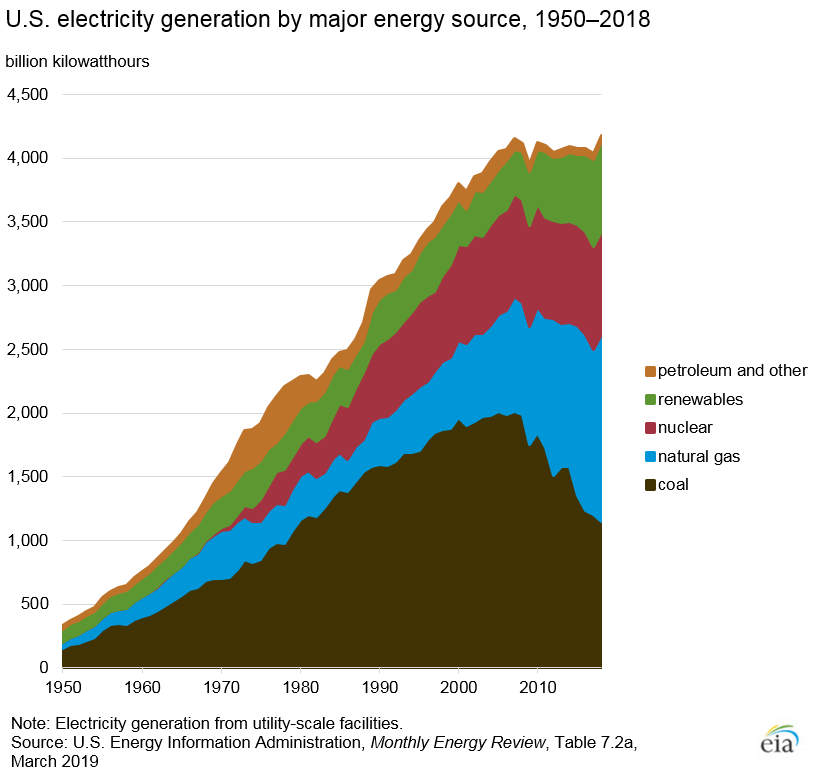 U.S. electricity generation by major energy source, 1950–2018
billion kilowatthours
4,500
4,000
3,500
3,000
2,500
2,000
1,500
1,000
500
0
1950 1960 1970 1980 1990 2000 2010
petroleum and other
renewables
nuclear
natural gas
coal
Note: Electricity generation from utility-scale facilities.
Source: U.S. Energy Information Administration, Monthly Energy Review, Table 7.2a,
March 2019
eia